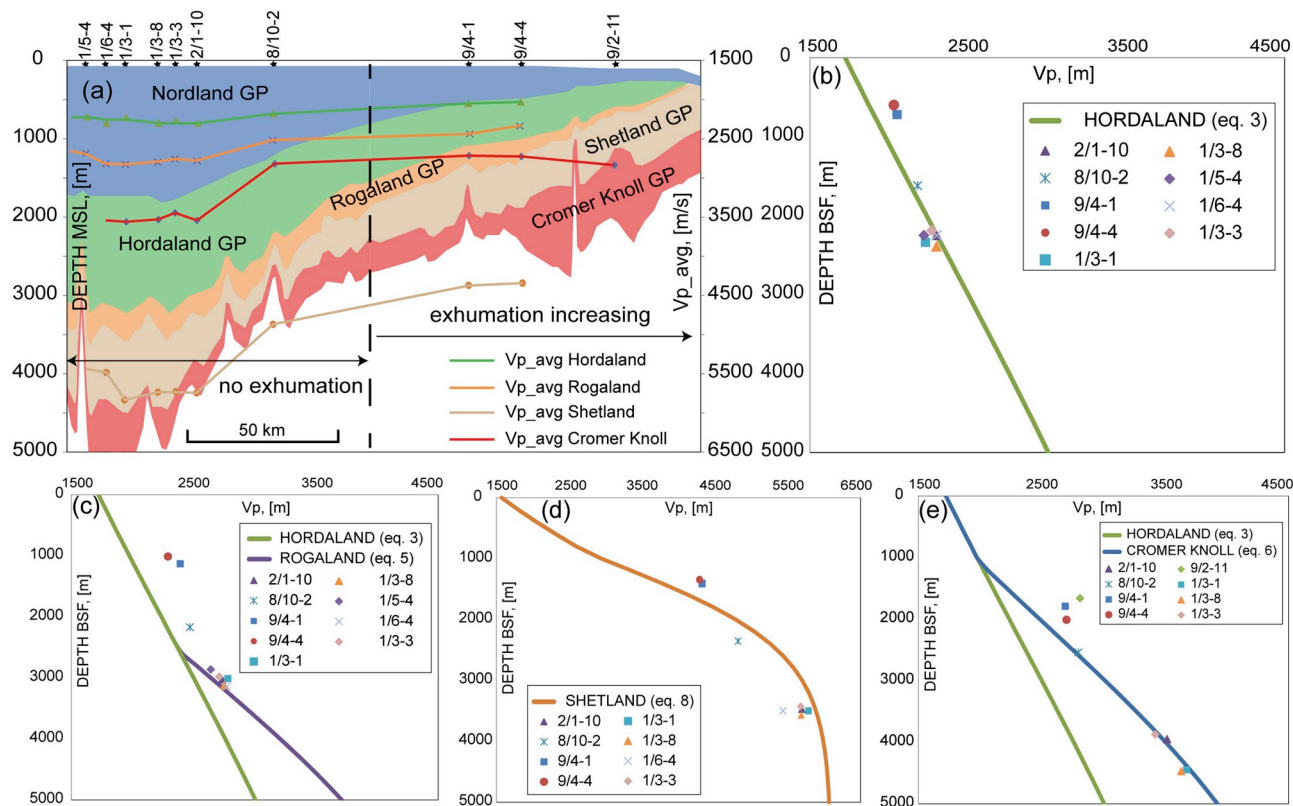 1/5-4
1/6-4
1/3-1
1/3-8
1/3-3
2/1-10
8/10-2
9/4-1
9/4-4
9/2-11
0
1000
2000
3000
4000
5000
DEPTH MSL, [m]
1500
2500
3500
4500
5500
6500
Vp_avg, [m/s]
(a)
Nordland GP
Shetland GP
Rogaland GP
Cromer Knoll GP
Hordaland GP
exhumation increasing
no exhumation
50 km
Vp_avg Hordaland
Vp_avg Rogaland
Vp_avg Shetland
Vp_avg Cromer Knoll
1500 2500 3500 4500
Vp, [m]
(b)
0
1000
2000
3000
4000
5000
DEPTH BSF, [m]
HORDALAND (eq. 3)
2/1-10 1/3-8
8/10-2 1/5-4
9/4-1 1/6-4
9/4-4 1/3-3
1/3-1
1500 2500 3500 4500
Vp, [m]
(c)
0
1000
2000
3000
4000
5000
DEPTH BSF, [m]
HORDALAND (eq. 3)
ROGALAND (eq. 5)
2/1-10 1/3-8
8/10-2 1/5-4
9/4-1 1/6-4
9/4-4 1/3-3
1/3-1
1500 2500 3500 4500 5500 6500
Vp, [m]
(d)
0
1000
2000
3000
4000
5000
DEPTH BSF, [m]
SHETLAND (eq. 8)
2/1-10 1/3-1
8/10-2 1/3-8
9/4-1 1/6-4
9/4-4 1/3-3
1500 2500 3500 4500
Vp, [m]
(e)
0
1000
2000
3000
4000
5000
DEPTH BSF, [m]
HORDALAND (eq. 3)
CROMER KNOLL (eq. 6)
2/1-10 9/2-11
8/10-2 1/3-1
9/4-1 1/3-8
9/4-4 1/3-3